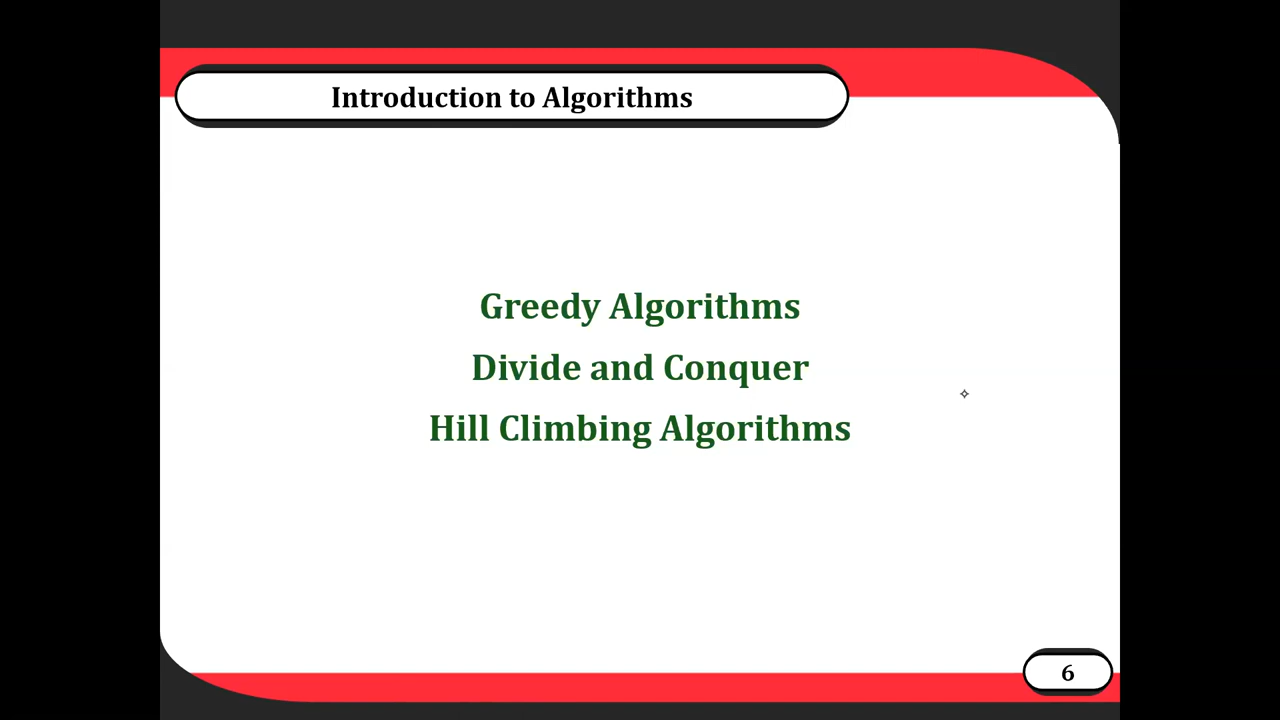 Introduction to Algorithms
Greedy Algorithms
Divide and Conquer
Hill Climbing Algorithms
6